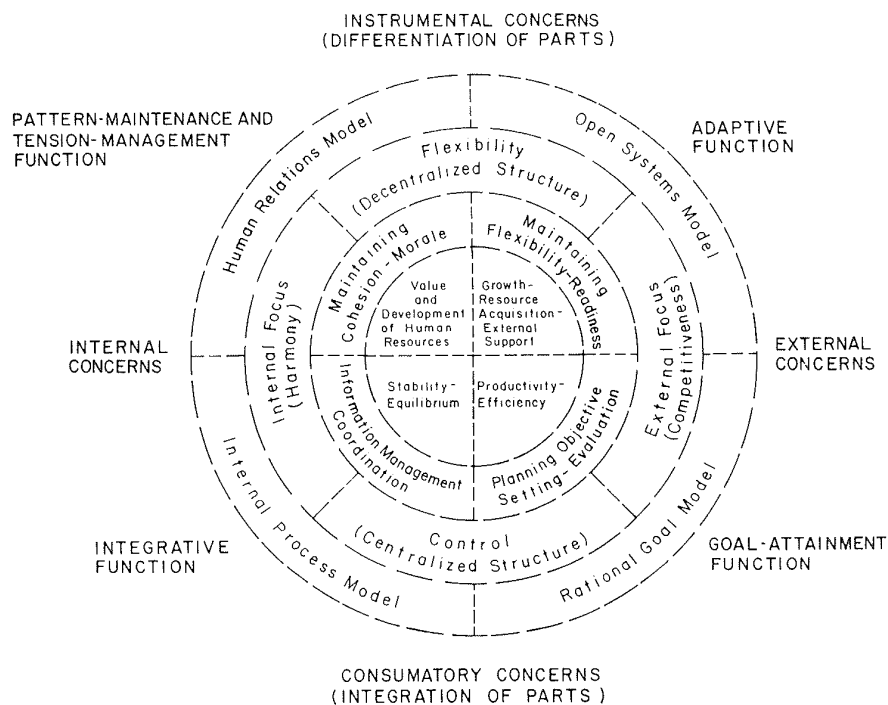 INSTRUMENTAL CONCERNS
(DIFFERENTIATION OF PARTS)
PATTERN-MAINTENANCE AND
TENSION-MANAGEMENT
FUNCTION
ADAPTIVE
FUNCTION
Human Relations Model
Open Systems Model
Flexibility
(Decentralized Structure)
Maintaining
Cohesion-Morale
Maintaining
Flexibility-Readiness
Value
and
Development
of Human
Resources
Growth-
Resource
Acquisition-
External
Support
INTERNAL
CONCERNS
Internal Focus
(Harmony)
External Focus
(Competitiveness)
EXTERNAL
CONCERNS
Stability-
Equilibrium
Productivity-
Efficiency
Information Management
Coordination
Planning Objective
Setting-Evaluation
Control
(Centralized Structure)
Internal Process Model
Rational Goal Model
INTEGRATIVE
FUNCTION
GOAL-ATTAINMENT
FUNCTION
CONSUMATORY CONCERNS
(INTEGRATION OF PARTS)